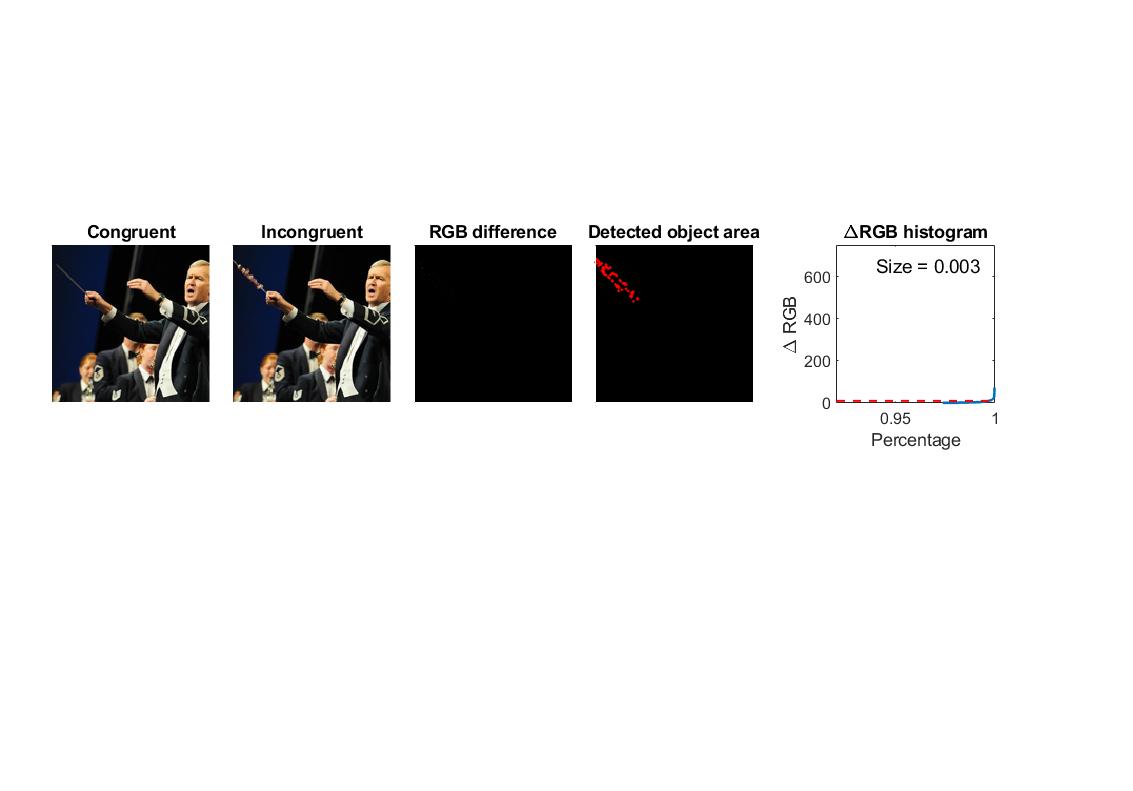 Congruent
Incongruent
RGB difference
Detected object area
ΔRGB histogram
Size = 0.003
600
400
200
0
Δ RGB
0.95
1
Percentage